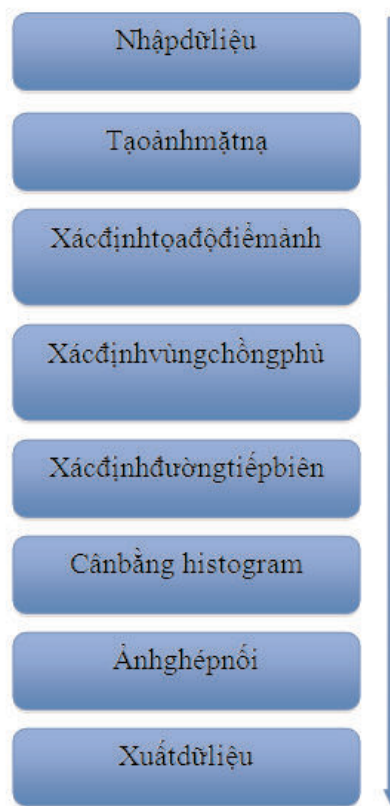 Nhậpdữliệu
Tạoảnhmặtnạ
Xácđịnhtọađộđiểmảnh
Xácđịnhvùngchồngphủ
Xácđịnhđườngtiếpbiên
Cânbằng histogram
Ảnhghépnối
Xuấtdữliệu